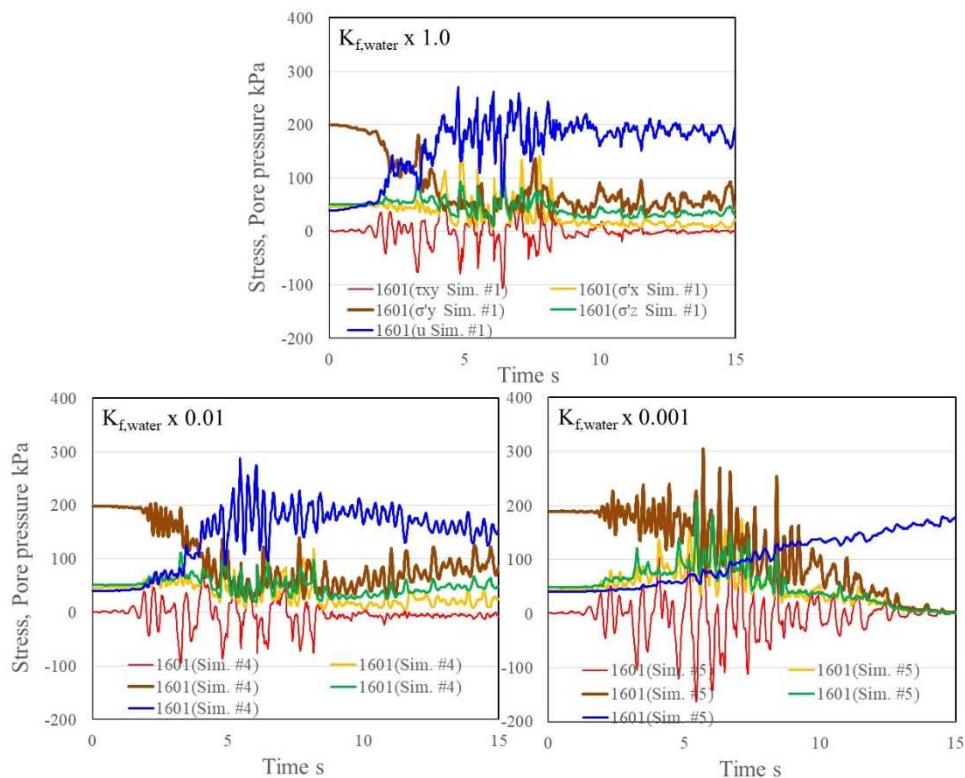 K_f,water x 1.0
Stress, Pore pressure kPa
400
300
200
100
0
-100
-200
1601(τxy Sim. #1)
1601(σ'x Sim. #1)
1601(σ'y Sim. #1)
1601(σ'z Sim. #1)
1601(u Sim. #1)
0
5
10
15
Time s
K_f,water x 0.01
Stress, Pore pressure kPa
400
300
200
100
0
-100
-200
1601(Sim. #4)
1601(Sim. #4)
1601(Sim. #4)
1601(Sim. #4)
1601(Sim. #4)
0
5
10
15
Time s
K_f,water x 0.001
400
300
200
100
0
-100
-200
1601(Sim. #5)
1601(Sim. #5)
1601(Sim. #5)
1601(Sim. #5)
1601(Sim. #5)
0
5
10
15
Time s